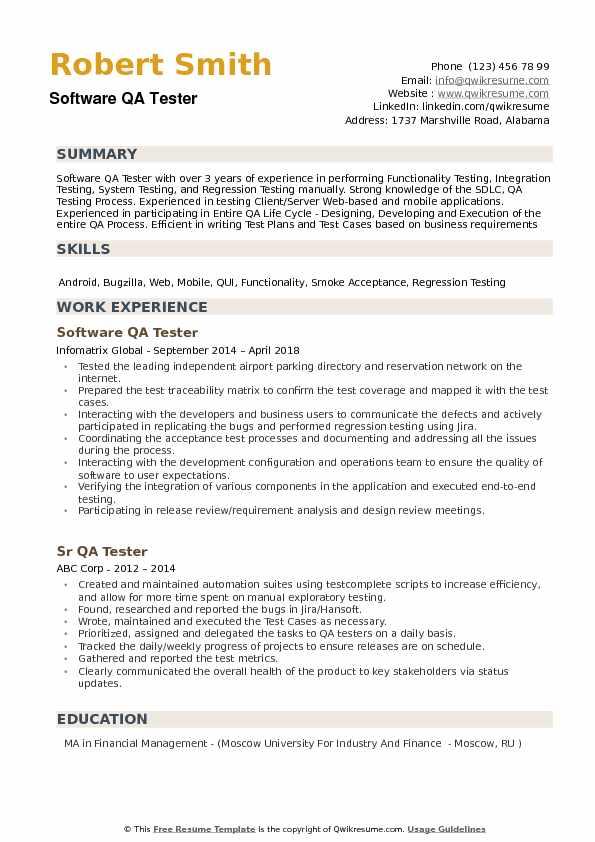 Robert Smith
Software QA Tester
Phone (123) 456 78 99
Email: info@qwikresume.com
Website : www.qwikresume.com
LinkedIn: linkedin.com/qwikresume
Address: 1737 Marshville Road, Alabama
SUMMARY
Software QA Tester with over 3 years of experience in performing Functionality Testing, Integration
Testing, System Testing, and Regression Testing manually. Strong knowledge of the SDLC, QA
Testing Process. Experienced in testing Client/Server Web-based and mobile applications.
Experienced in participating in Entire QA Life Cycle - Designing, Developing and Execution of the
entire QA Process. Efficient in writing Test Plans and Test Cases based on business requirements
SKILLS
Android, Bugzilla, Web, Mobile, QUI, Functionality, Smoke Acceptance, Regression Testing
WORK EXPERIENCE
Software QA Tester
Infomatrix Global - September 2014 – April 2018
• Tested the leading independent airport parking directory and reservation network on the
internet.
• Prepared the test traceability matrix to confirm the test coverage and mapped it with the test
cases.
• Interacting with the developers and business users to communicate the defects and actively
participated in replicating the bugs and performed regression testing using Jira.
• Coordinating the acceptance test processes and documenting and addressing all the issues
during the process.
• Interacting with the development configuration and operations team to ensure the quality of
software to user expectations.
• Verifying the integration of various components in the application and executed end-to-end
testing.
• Participating in release review/requirement analysis and design review meetings.
Sr QA Tester
ABC Corp - 2012 – 2014
• Created and maintained automation suites using testcomplete scripts to increase efficiency,
and allow for more time spent on manual exploratory testing.
• Found, researched and reported the bugs in Jira/Hansoft.
• Wrote, maintained and executed the Test Cases as necessary.
• Prioritized, assigned and delegated the tasks to QA testers on a daily basis.
• Tracked the daily/weekly progress of projects to ensure releases are on schedule.
• Gathered and reported the test metrics.
• Clearly communicated the overall health of the product to key stakeholders via status
updates.
EDUCATION
MA in Financial Management - (Moscow University For Industry And Finance - Moscow, RU )
© This Free Resume Template is the copyright of Qwikresume.com. Usage Guidelines